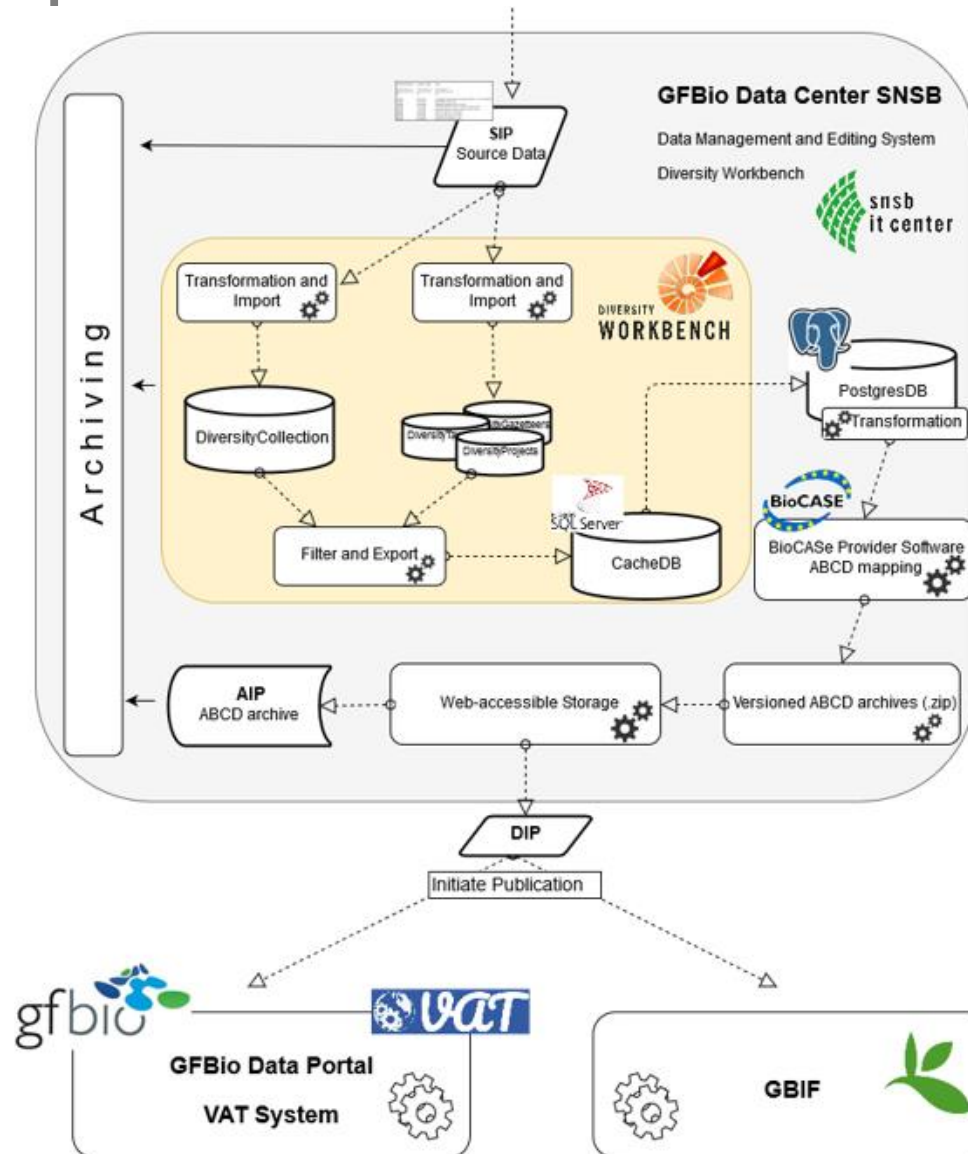 GFBio Data Center SNSB
Data Management and Editing System
Diversity Workbench
snsb
it center
SIP
Source Data
Archiving
Transformation and
Import
Transformation and
Import
DIVERSITY
WORKBENCH
DiversityCollection
DiversityProjects
PostgresDB
Transformation
BioCASE
BioCASe Provider Software
ABCD mapping
SQL Server
CacheDB
Filter and Export
AIP
ABCD archive
Web-accessible Storage
Versioned ABCD archives (.zip)
DIP
Initiate Publication
gfbio
VAT
GFBio Data Portal
VAT System
GBIF